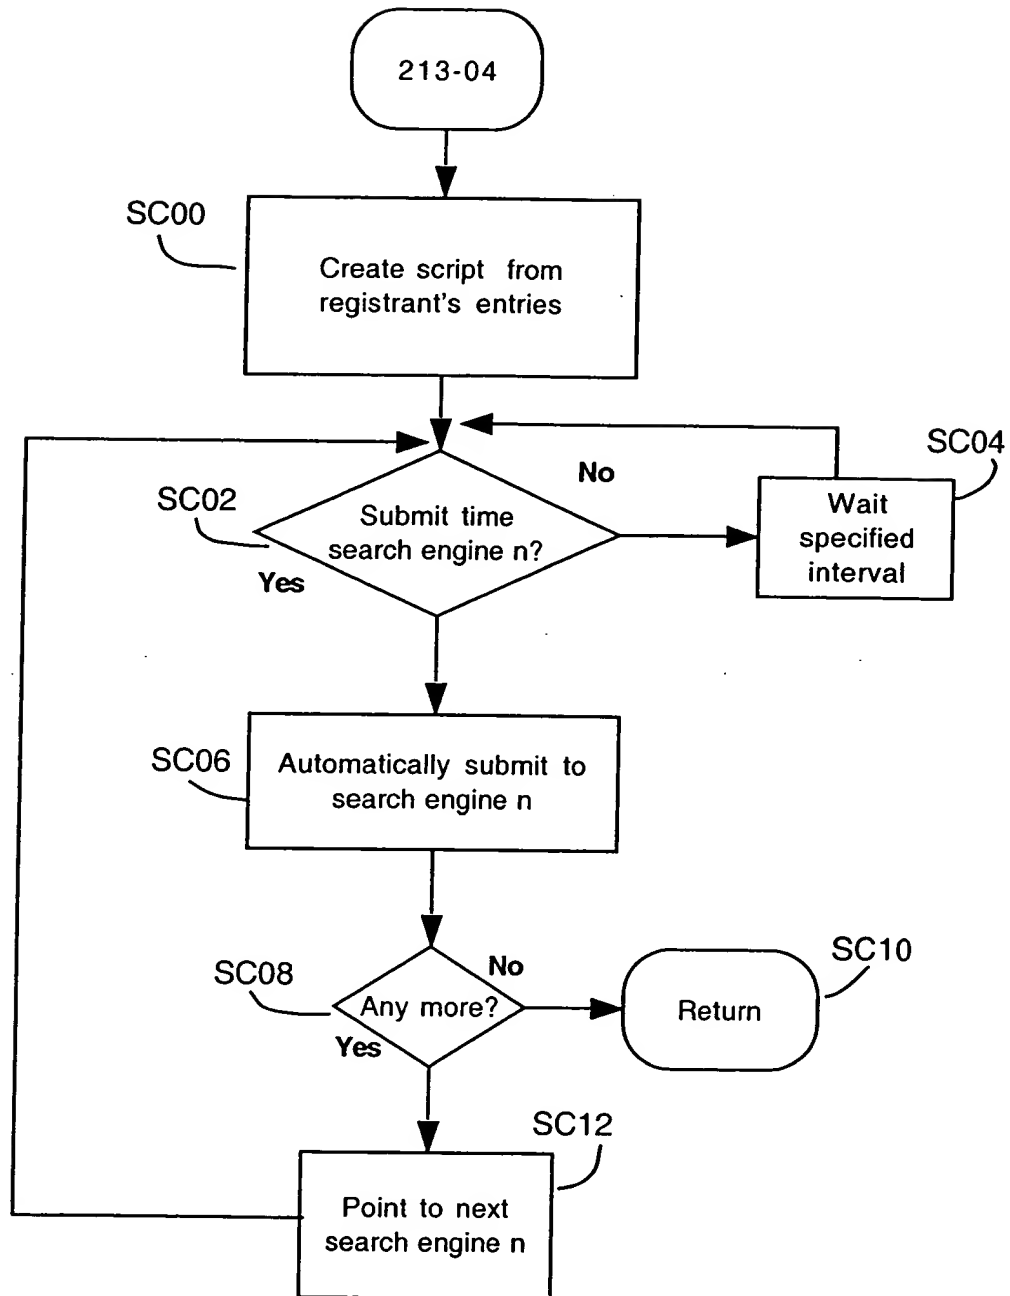 213-04
SC00
Create script from
registrant's entries
SC04
No
SC02
Submit time
search engine n?
Wait
specified
interval
Yes
SC06
Automatically submit to
search engine n
SC08
No
SC10
Any more?
Return
Yes
SC12
Point to next
search engine n